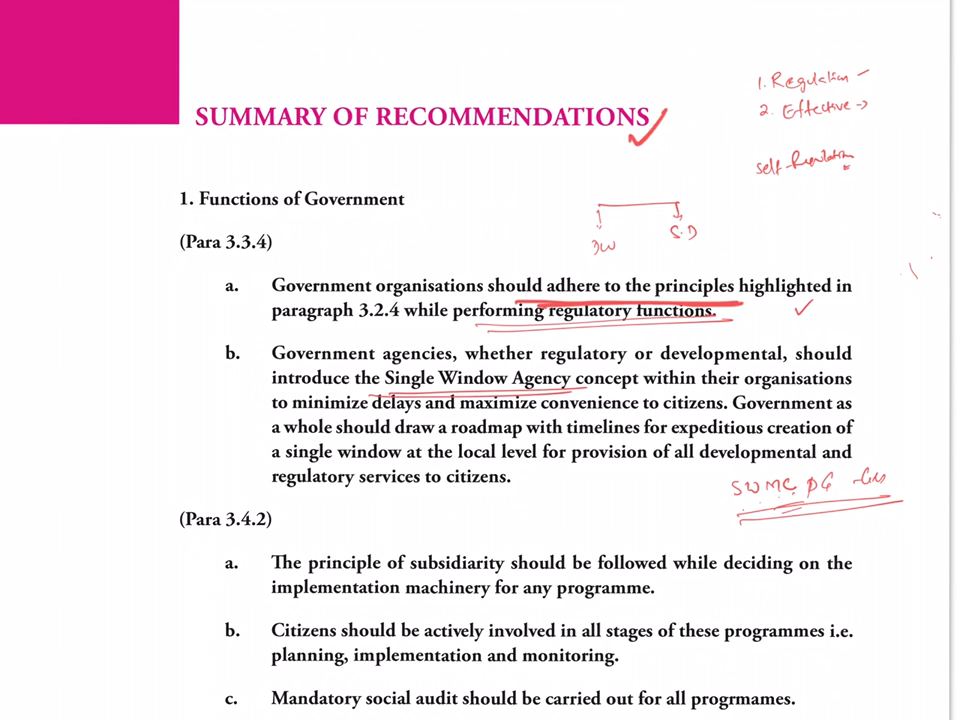 1. Regulation –
2. Effective →
SUMMARY OF RECOMMENDATIONS
self-Regulation
1. Functions of Government
(Para 3.3.4)
S.D
a. Government organisations should adhere to the principles highlighted in
paragraph 3.2.4 while performing regulatory functions.
b. Government agencies, whether regulatory or developmental, should
introduce the Single Window Agency concept within their organisations
to minimize delays and maximize convenience to citizens. Government as
a whole should draw a roadmap with timelines for expeditious creation of
a single window at the local level for provision of all developmental and
regulatory services to citizens.
(Para 3.4.2)
a. The principle of subsidiarity should be followed while deciding on the
implementation machinery for any programme.
b. Citizens should be actively involved in all stages of these programmes i.e.
planning, implementation and monitoring.
c. Mandatory social audit should be carried out for all progrmames.